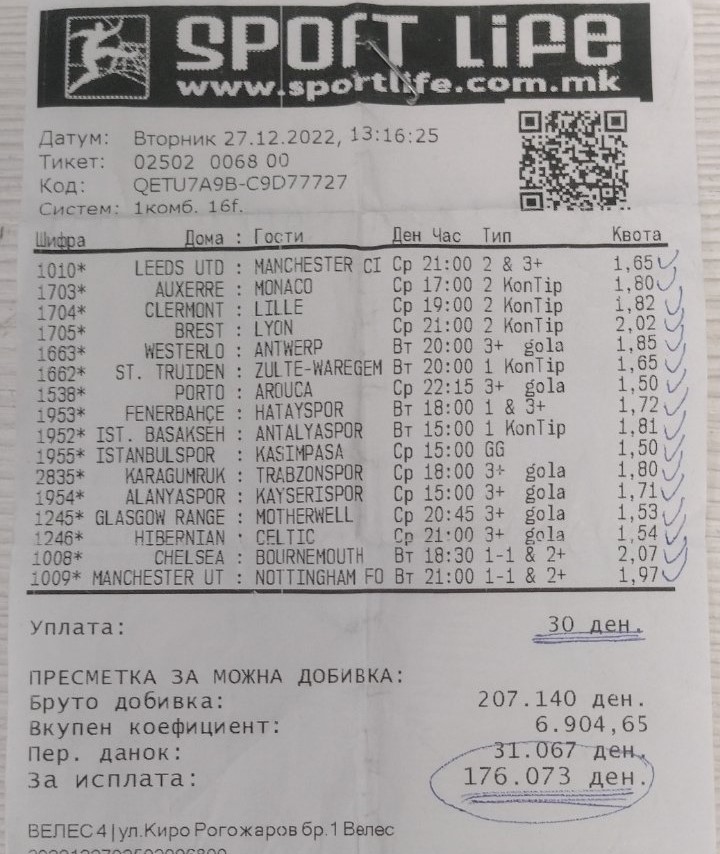 SPORT LIFE
www.sportlife.com.mk
Датум: Вторник 27.12.2022, 13:16:25
Тикет: 02502 0068 00
Код: QETU7A9B-C9D77727
Систем: 1комб. 16f.
Шифра Дома : Гости Ден Час Тип Квота
1010* LEEDS UTD : MANCHESTER CI Ср 21:00 2 & 3+ 1,65
1703* AUXERRE : MONACO Ср 17:00 2 KonTip 1,80
1704* CLERMONT : LILLE Ср 19:00 2 KonTip 1,82
1705* BREST : LYON Ср 21:00 2 KonTip 2,02
1663* WESTERLO : ANTWERP Вт 20:00 3+ gola 1,85
1662* ST. TRUIDEN : ZULTE-WAREGEM Вт 20:00 1 KonTip 1,65
1538* PORTO : AROUCA Ср 22:15 3+ gola 1,50
1953* FENERBAHÇE : HATAYSPOR Вт 18:00 1 & 3+ 1,72
1952* IST. BASAKSEH : ANTALYASPOR Вт 15:00 1 KonTip 1,81
1955* ISTANBULSPOR : KASIMPASA Ср 15:00 GG 1,50
2835* KARAGUMRUK : TRABZONSPOR Ср 18:00 3+ gola 1,80
1954* ALANYASPOR : KAYSERISPOR Ср 15:00 3+ gola 1,71
1245* GLASGOW RANGE : MOTHERWELL Ср 20:45 3+ gola 1,53
1246* HIBERNIAN : CELTIC Ср 21:00 3+ gola 1,54
1008* CHELSEA : BOURNEMOUTH Вт 18:30 1-1 & 2+ 2,07
1009* MANCHESTER UT : NOTTINGHAM FO Вт 21:00 1-1 & 2+ 1,97
Уплата: 30 ден.
ПРЕСМЕТКА ЗА МОЖНА ДОБИВКА:
Бруто добивка: 207.140 ден.
Вкупен коефициент: 6.904,65
Пер. данок: 31.067 ден.
За исплата: 176.073 ден.
ВЕЛЕС 4 | ул.Киро Рогожаров бр.1 Велес